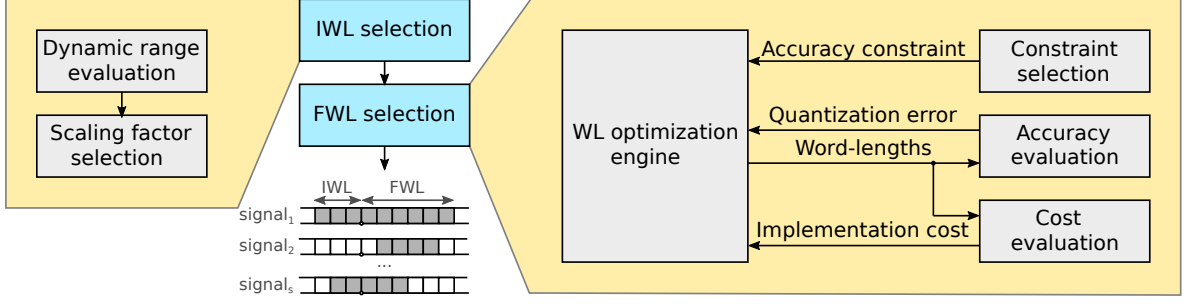 Dynamic range
evaluation
Scaling factor
selection
IWL selection
FWL selection
IWL
FWL
signal₁
signal₂
...
signalₛ
WL optimization
engine
Accuracy constraint
Quantization error
Word-lengths
Implementation cost
Constraint
selection
Accuracy
evaluation
Cost
evaluation